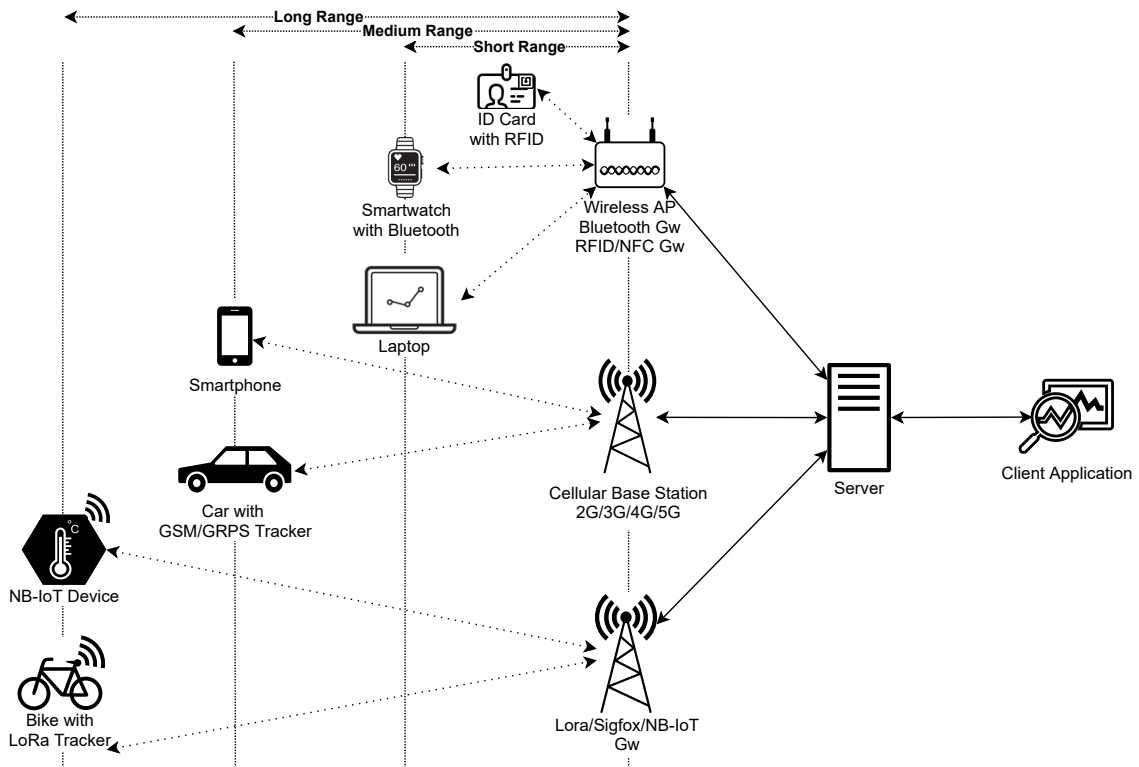 Long Range
Medium Range
Short Range
ID Card
with RFID
60
Smartwatch
with Bluetooth
Wireless AP
Bluetooth Gw
RFID/NFC Gw
Laptop
Smartphone
Cellular Base Station
2G/3G/4G/5G
Server
Client Application
Car with
GSM/GRPS Tracker
°C
NB-IoT Device
Bike with
LoRa Tracker
Lora/Sigfox/NB-IoT
Gw